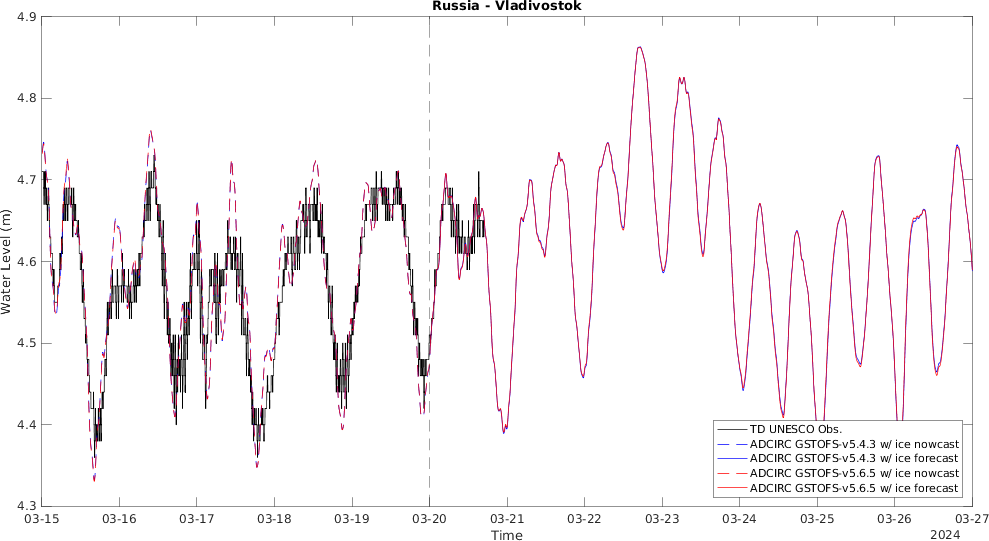 Russia - Vladivostok
4.9
4.8
4.7
4.6
4.5
4.4
4.3
Water Level (m)
03-15 03-16 03-17 03-18 03-19 03-20 03-21 03-22 03-23 03-24 03-25 03-26 03-27
Time
2024
TD UNESCO Obs.
ADCIRC GSTOFS-v5.4.3 w/ ice nowcast
ADCIRC GSTOFS-v5.4.3 w/ ice forecast
ADCIRC GSTOFS-v5.6.5 w/ ice nowcast
ADCIRC GSTOFS-v5.6.5 w/ ice forecast